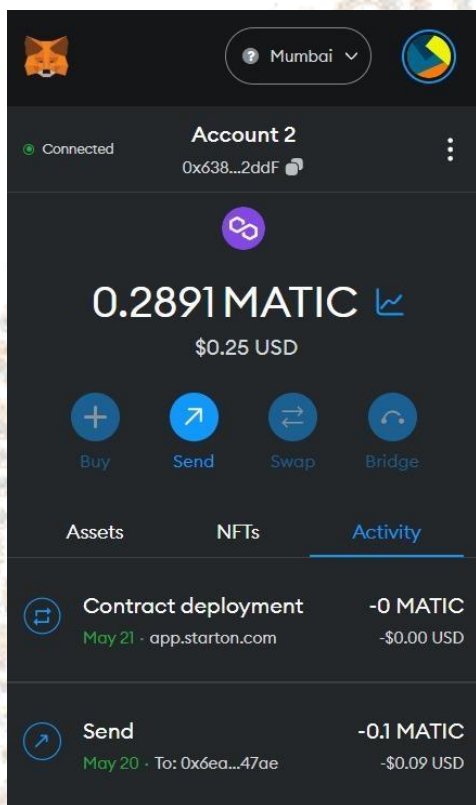 Mumbai
Connected
Account 2
0x638...2ddF
0.2891 MATIC
$0.25 USD
Buy Send Swap Bridge
Assets NFTs Activity
Contract deployment -0 MATIC
May 21 · app.starton.com -$0.00 USD
Send -0.1 MATIC
May 20 · To: 0x6ea...47ae -$0.09 USD